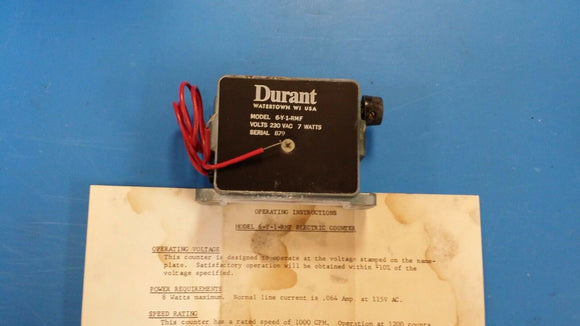 Durant
WATERTOWN WI USA
MODEL 6-Y-1-RMF
VOLTS 230 VAC 7 WATTS
SERIAL 879
OPERATING INSTRUCTIONS
MODEL 6-Y-1-RMF ELECTRIC COUNTER
OPERATING VOLTAGE
This counter is designed to operate at the voltage stamped on the name-
plate. Satisfactory operation will be obtained within ±10% of the
voltage specified.
POWER REQUIREMENTS
8 Watts maximum. Normal line current is .064 Amp. at 115V AC.
SPEED RATING
This counter has a rated speed of 1000 CPM. Operation at 1200 counts